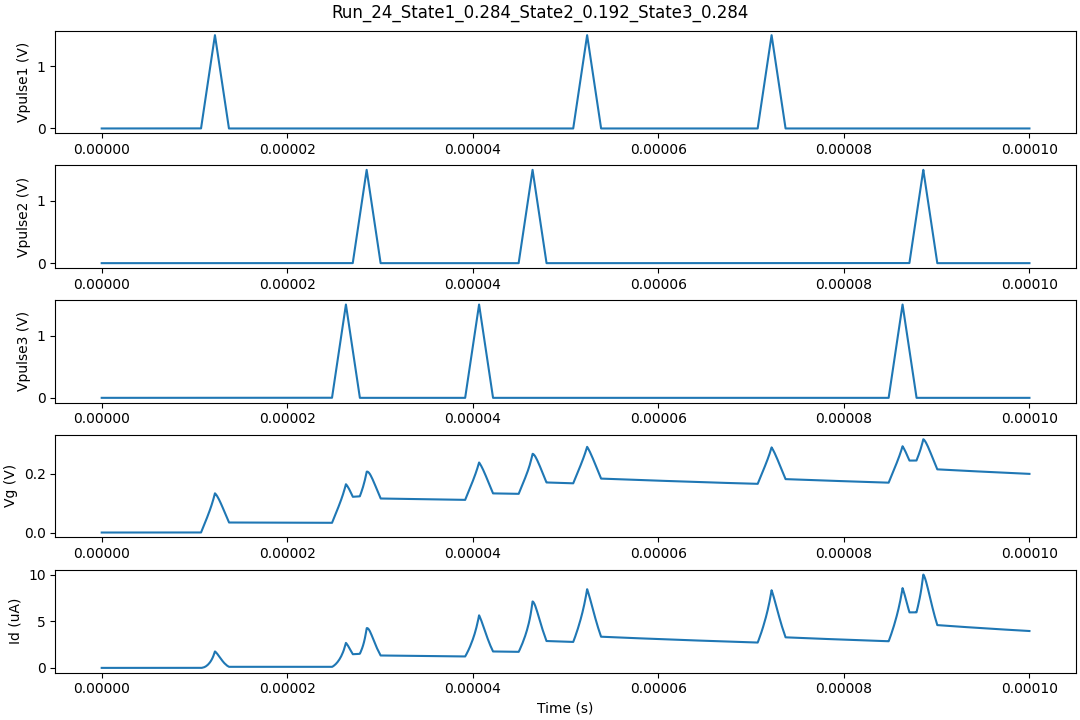 Run_24_State1_0.284_State2_0.192_State3_0.284
Vpulse1 (V)
1
0
0.00000 0.00002 0.00004 0.00006 0.00008 0.00010
Vpulse2 (V)
1
0
0.00000 0.00002 0.00004 0.00006 0.00008 0.00010
Vpulse3 (V)
1
0
0.00000 0.00002 0.00004 0.00006 0.00008 0.00010
Vg (V)
0.2
0.0
0.00000 0.00002 0.00004 0.00006 0.00008 0.00010
Id (uA)
10
5
0
0.00000 0.00002 0.00004 0.00006 0.00008 0.00010
Time (s)